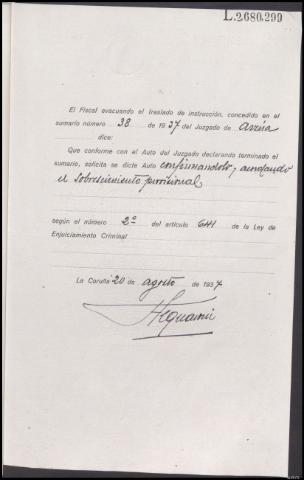 L.2680.299
El Fiscal evacuando el traslado de instrucción, concedido en el
sumario número 38 de 1937 del Juzgado de Arzúa
dice:
Que conforme con el Auto del Juzgado declarando terminado el
sumario, solicita se dicte Auto confirmandolo y acordando
el sobreseimiento provisional
según el número 2º del artículo 641 de la Ley de
Enjuiciamiento Criminal
La Coruña 20 de agosto de 1937